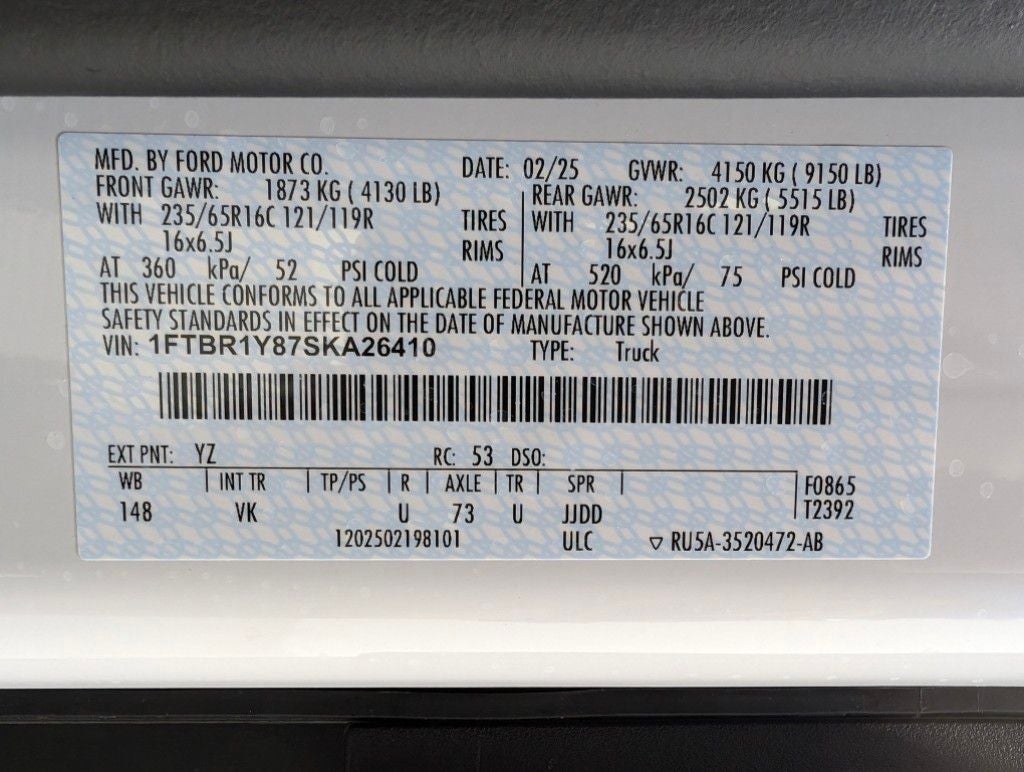 MFD. BY FORD MOTOR CO. DATE: 02/25 GVWR: 4150 KG ( 9150 LB)
FRONT GAWR: 1873 KG ( 4130 LB) REAR GAWR: 2502 KG ( 5515 LB)
WITH 235/65R16C 121/119R TIRES WITH 235/65R16C 121/119R TIRES
16x6.5J RIMS 16x6.5J RIMS
AT 360 kPa/ 52 PSI COLD AT 520 kPa/ 75 PSI COLD
THIS VEHICLE CONFORMS TO ALL APPLICABLE FEDERAL MOTOR VEHICLE
SAFETY STANDARDS IN EFFECT ON THE DATE OF MANUFACTURE SHOWN ABOVE.
VIN: 1FTBR1Y87SKA26410 TYPE: Truck
EXT PNT: YZ RC: 53 DSO:
WB INT TR TP/PS R AXLE TR SPR F0865
148 VK U 73 U JJDD T2392
1202502198101 ULC ▽ RU5A-3520472-AB